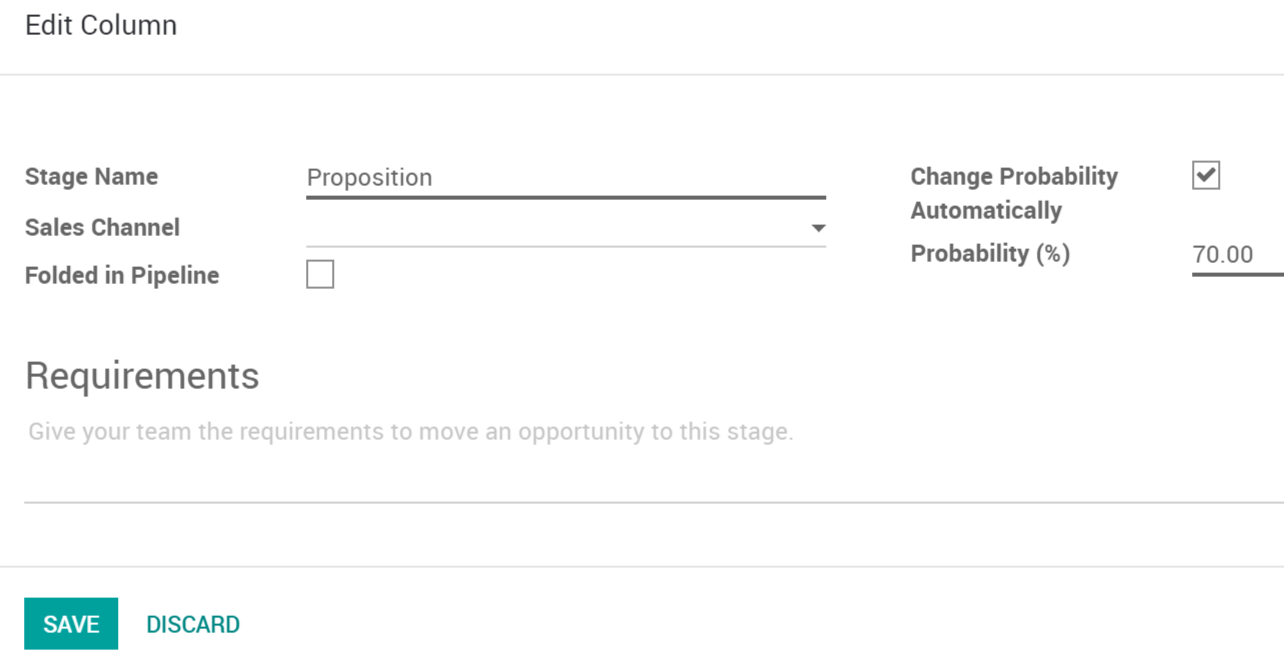 Edit Column
Stage Name
Proposition
Sales Channel
Folded in Pipeline
Change Probability
Automatically
Probability (%)
70.00
Requirements
Give your team the requirements to move an opportunity to this stage.
SAVE
DISCARD